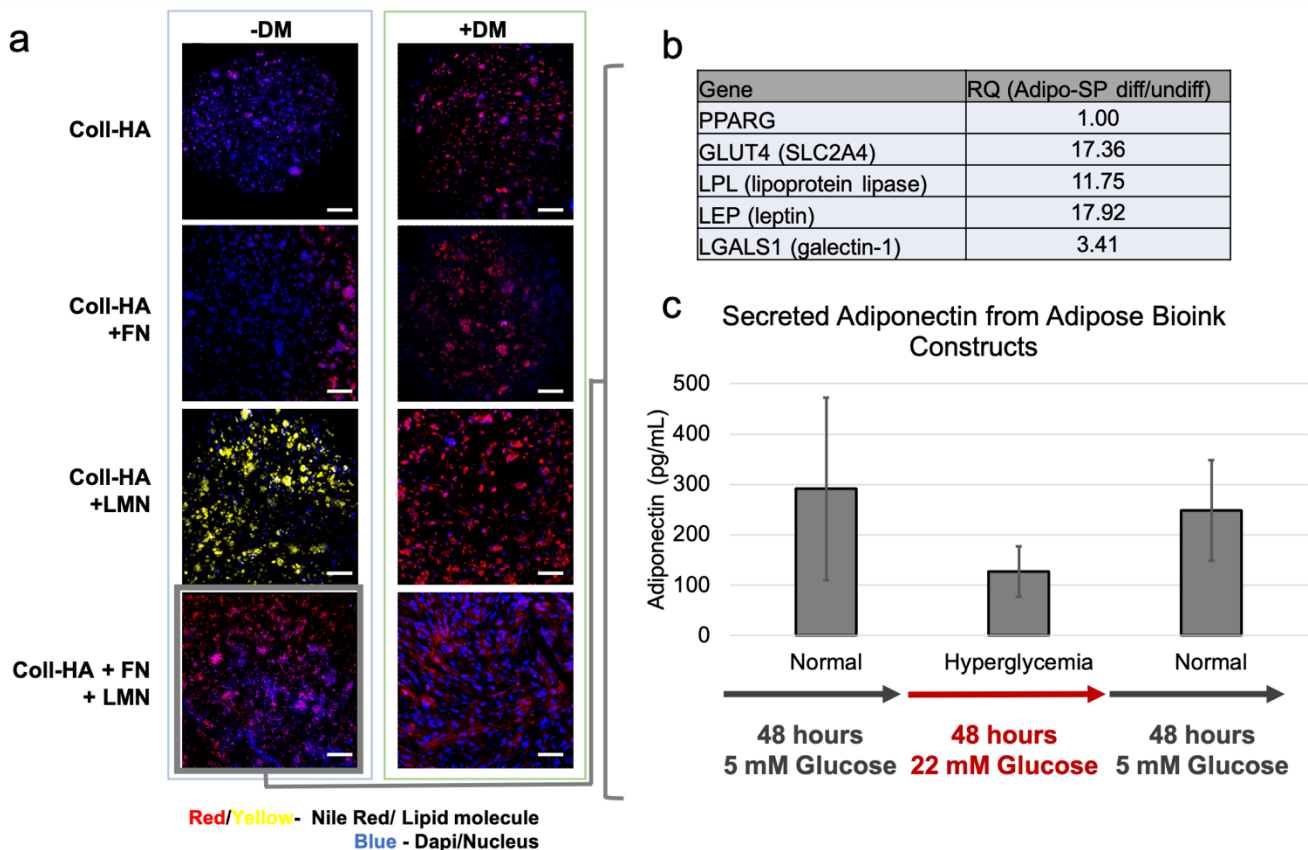 a
-DM
+DM
Coll-HA
Coll-HA
+FN
Coll-HA
+LMN
Coll-HA + FN
+ LMN
Red/Yellow- Nile Red/ Lipid molecule
Blue - Dapi/Nucleus
b
Gene RQ (Adipo-SP diff/undiff)
PPARG 1.00
GLUT4 (SLC2A4) 17.36
LPL (lipoprotein lipase) 11.75
LEP (leptin) 17.92
LGALS1 (galectin-1) 3.41
c
Secreted Adiponectin from Adipose Bioink
Constructs
Adiponectin (pg/mL)
500
400
300
200
100
0
Normal Hyperglycemia Normal
48 hours 48 hours 48 hours
5 mM Glucose 22 mM Glucose 5 mM Glucose